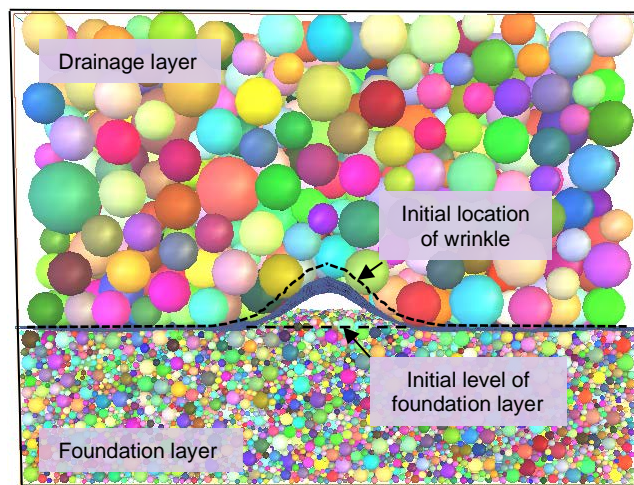 Drainage layer
Initial location
of wrinkle
Initial level of
foundation layer
Foundation layer